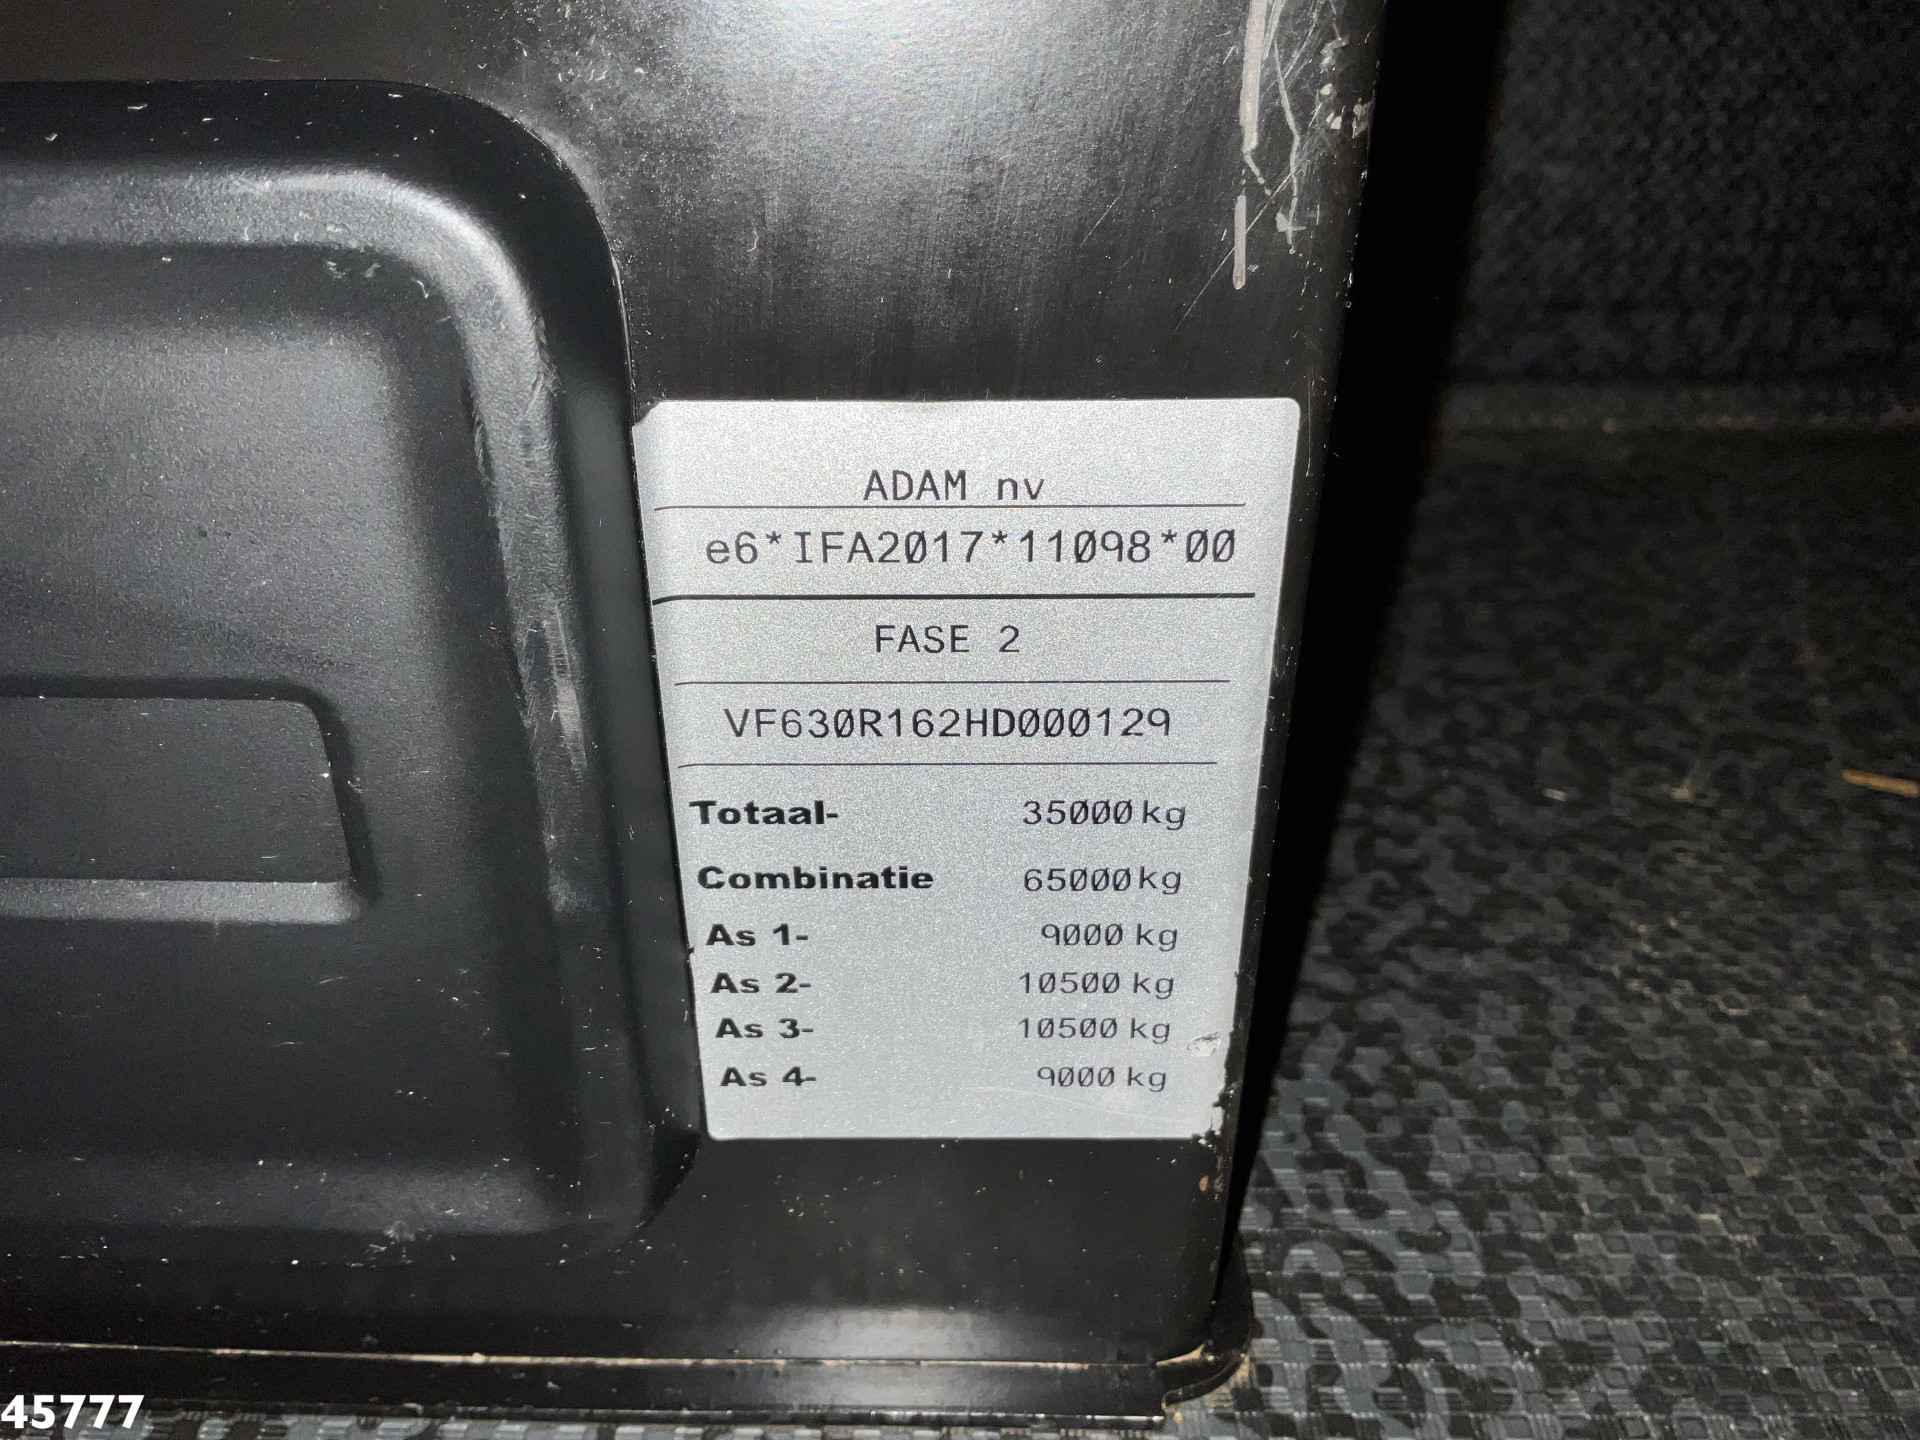 ADAM nv
e6*IFA2017*11098*00
FASE 2
VF630R162HD000129
Totaal- 35000 kg
Combinatie 65000 kg
As 1- 9000 kg
As 2- 10500 kg
As 3- 10500 kg
As 4- 9000 kg
45777